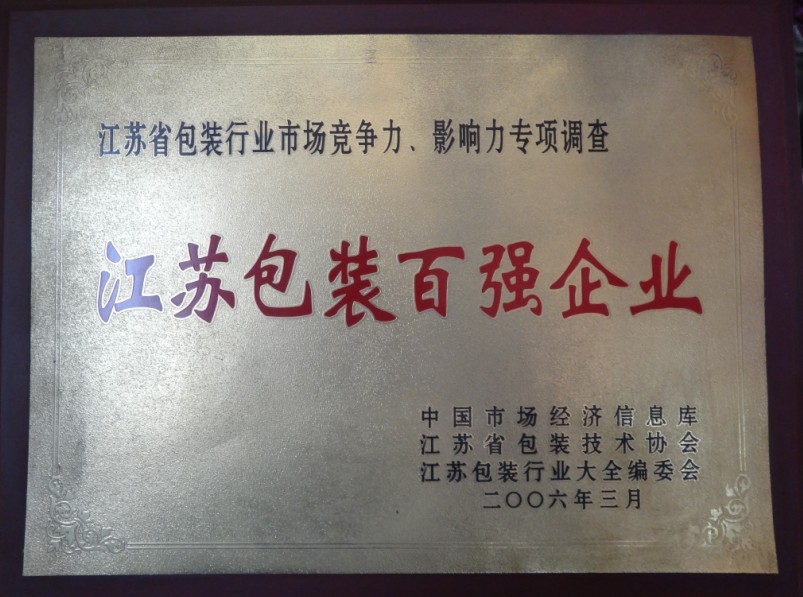 江苏省包装行业市场竞争力、影响力专项调查
江苏包装百强企业
中国市场经济信息库
江苏省包装技术协会
江苏包装行业大全编委会
二〇〇六年三月